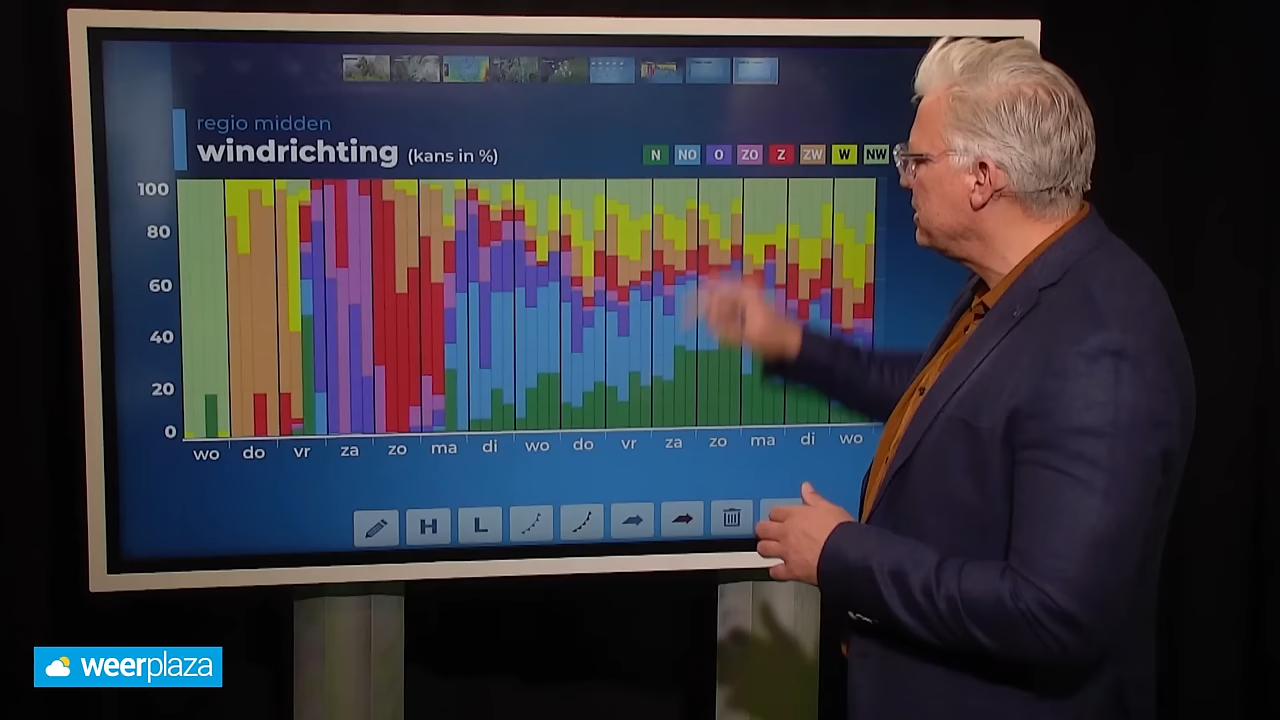 regio midden
windrichting (kans in %)
N NO O ZO Z ZW W NW
100
80
60
40
20
0
wo do vr za zo ma di wo do vr za zo ma di wo
H L
weerplaza